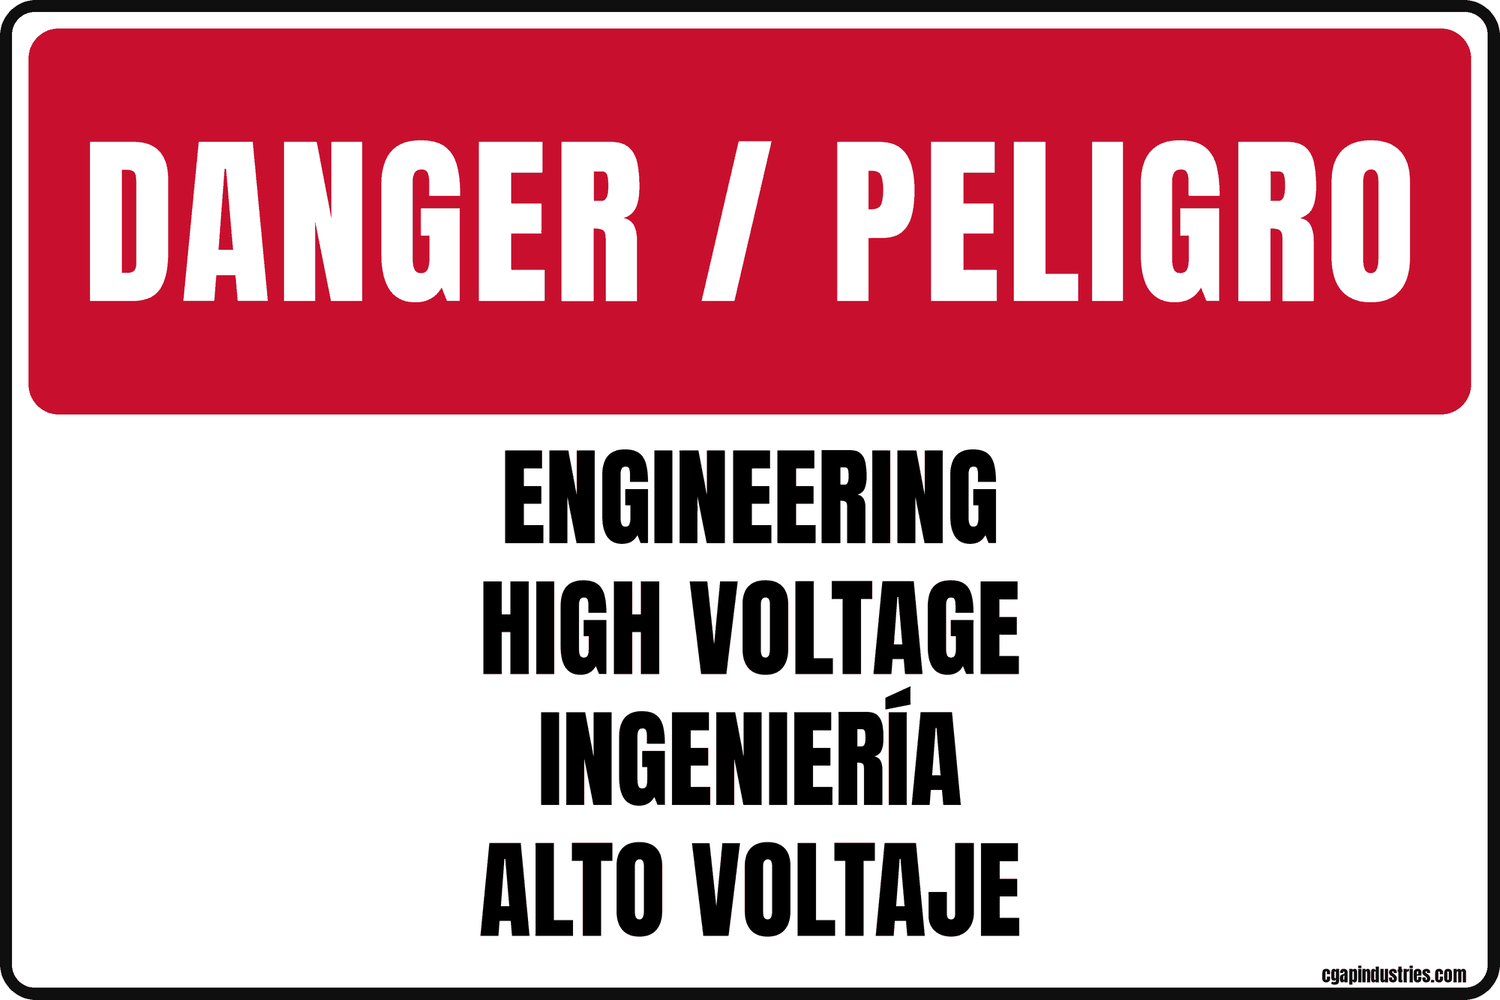 DANGER / PELIGRO
ENGINEERING
HIGH VOLTAGE
INGENIERÍA
ALTO VOLTAJE
cgapindustries.com